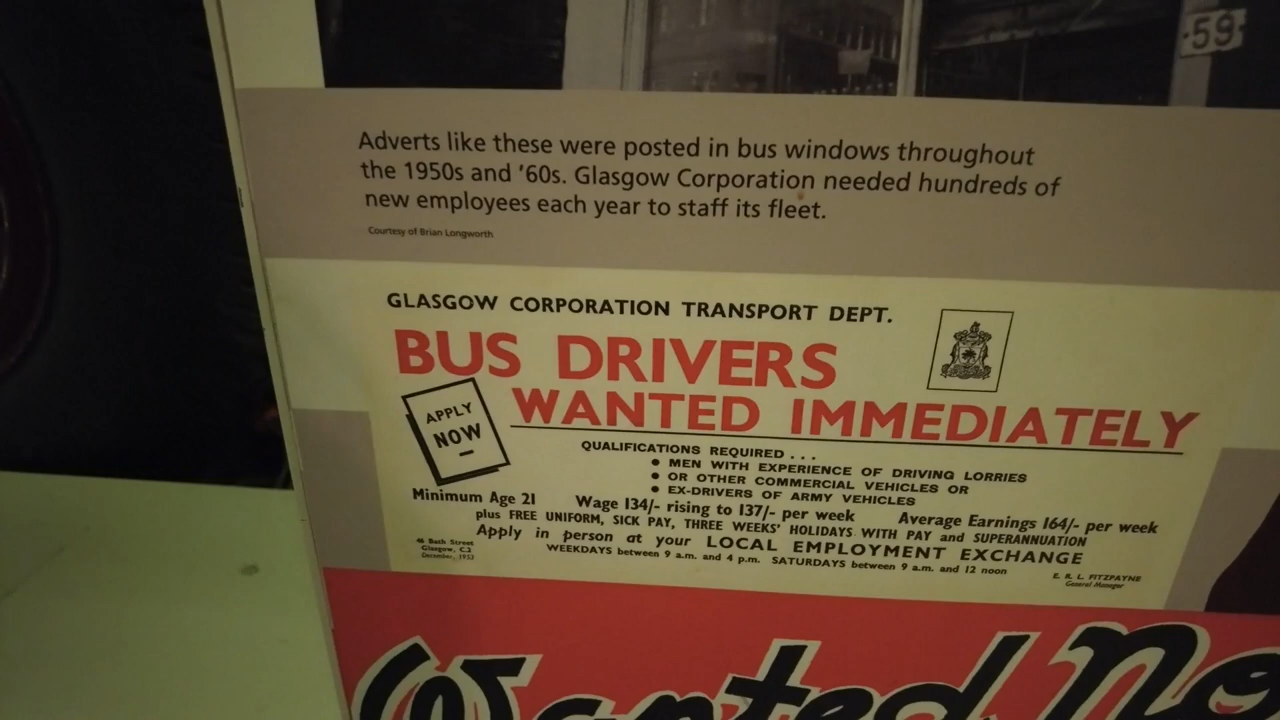 59
Adverts like these were posted in bus windows throughout
the 1950s and '60s. Glasgow Corporation needed hundreds of
new employees each year to staff its fleet.
Courtesy of Brian Longworth
GLASGOW CORPORATION TRANSPORT DEPT.
BUS DRIVERS
WANTED IMMEDIATELY
APPLY
NOW
QUALIFICATIONS REQUIRED . . .
• MEN WITH EXPERIENCE OF DRIVING LORRIES
• OR OTHER COMMERCIAL VEHICLES OR
• EX-DRIVERS OF ARMY VEHICLES
Minimum Age 21 Wage 134/- rising to 137/- per week Average Earnings 164/- per week
plus FREE UNIFORM, SICK PAY, THREE WEEKS' HOLIDAYS WITH PAY and SUPERANNUATION
Apply in person at your LOCAL EMPLOYMENT EXCHANGE
WEEKDAYS between 9 a.m. and 4 p.m. SATURDAYS between 9 a.m. and 12 noon
46 Bath Street
Glasgow, C.2
December, 1953
E. R. L. FITZPAYNE
General Manager
Wanted No